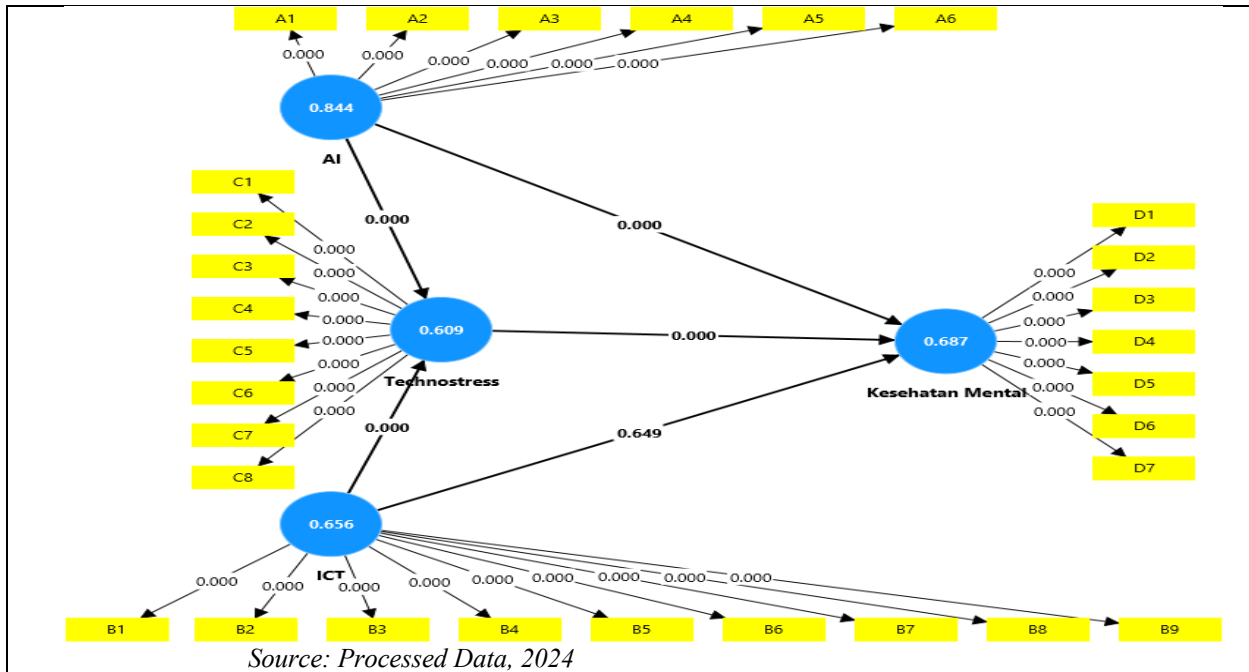 A1 A2 A3 A4 A5 A6
0.000 0.000 0.000 0.000 0.000 0.000
0.844
AI
C1
C2
C3
C4
C5
C6
C7
C8
0.000
0.000
0.000
0.000
0.000
0.000
0.000
0.000
0.000
0.000
0.609
Technostress
0.000
0.000
0.649
0.687
Kesehatan Mental
0.000
0.000
0.000
0.000
0.000
0.000
0.000
D1
D2
D3
D4
D5
D6
D7
0.656
ICT
0.000 0.000 0.000 0.000 0.000 0.000 0.000 0.000 0.000
B1 B2 B3 B4 B5 B6 B7 B8 B9
Source: Processed Data, 2024